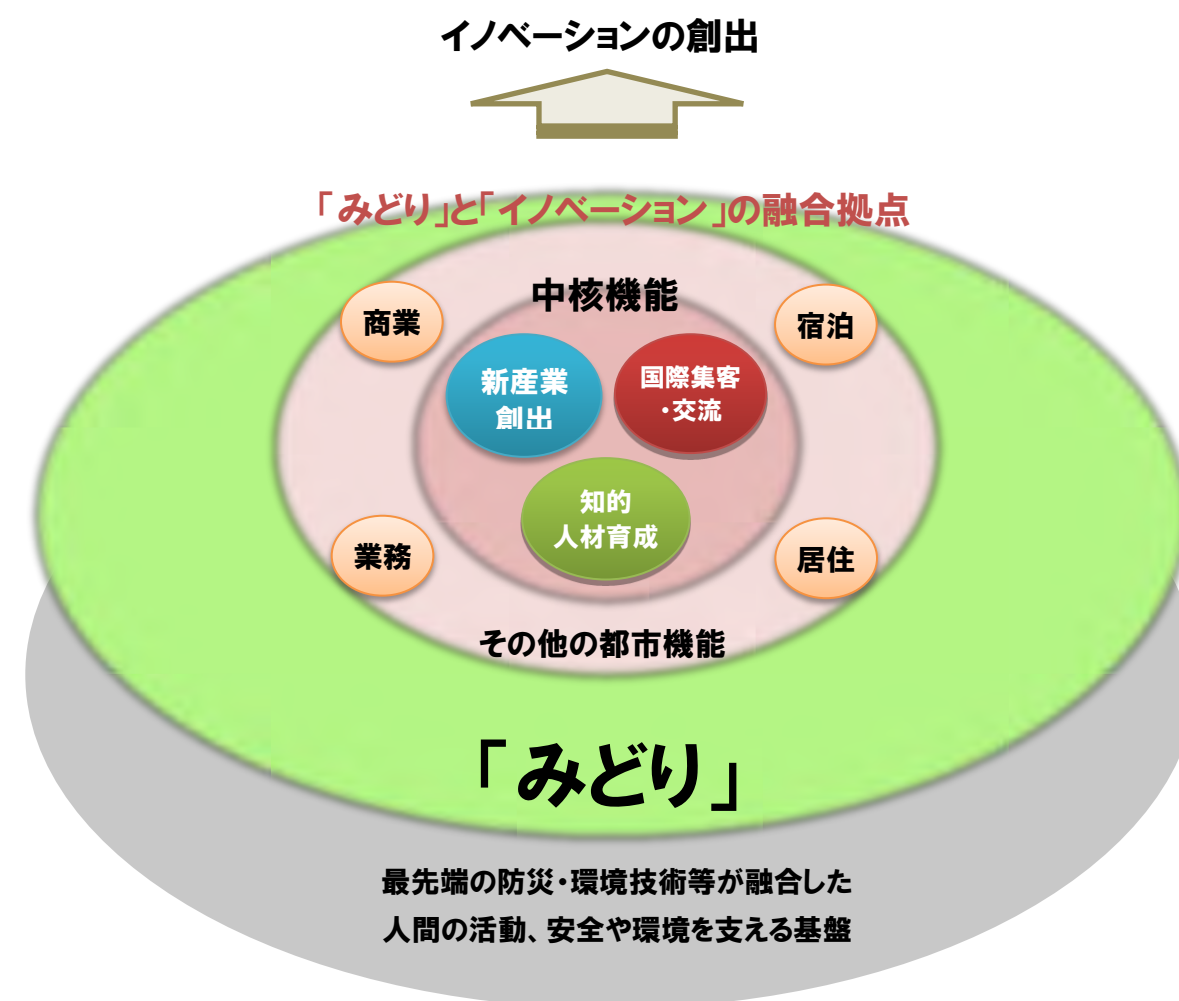 イノベーションの創出
「みどり」と「イノベーション」の融合拠点
中核機能
商業
宿泊
新産業
創出
国際集客
・交流
知的
人材育成
業務
居住
その他の都市機能
「みどり」
最先端の防災・環境技術等が融合した
人間の活動、安全や環境を支える基盤